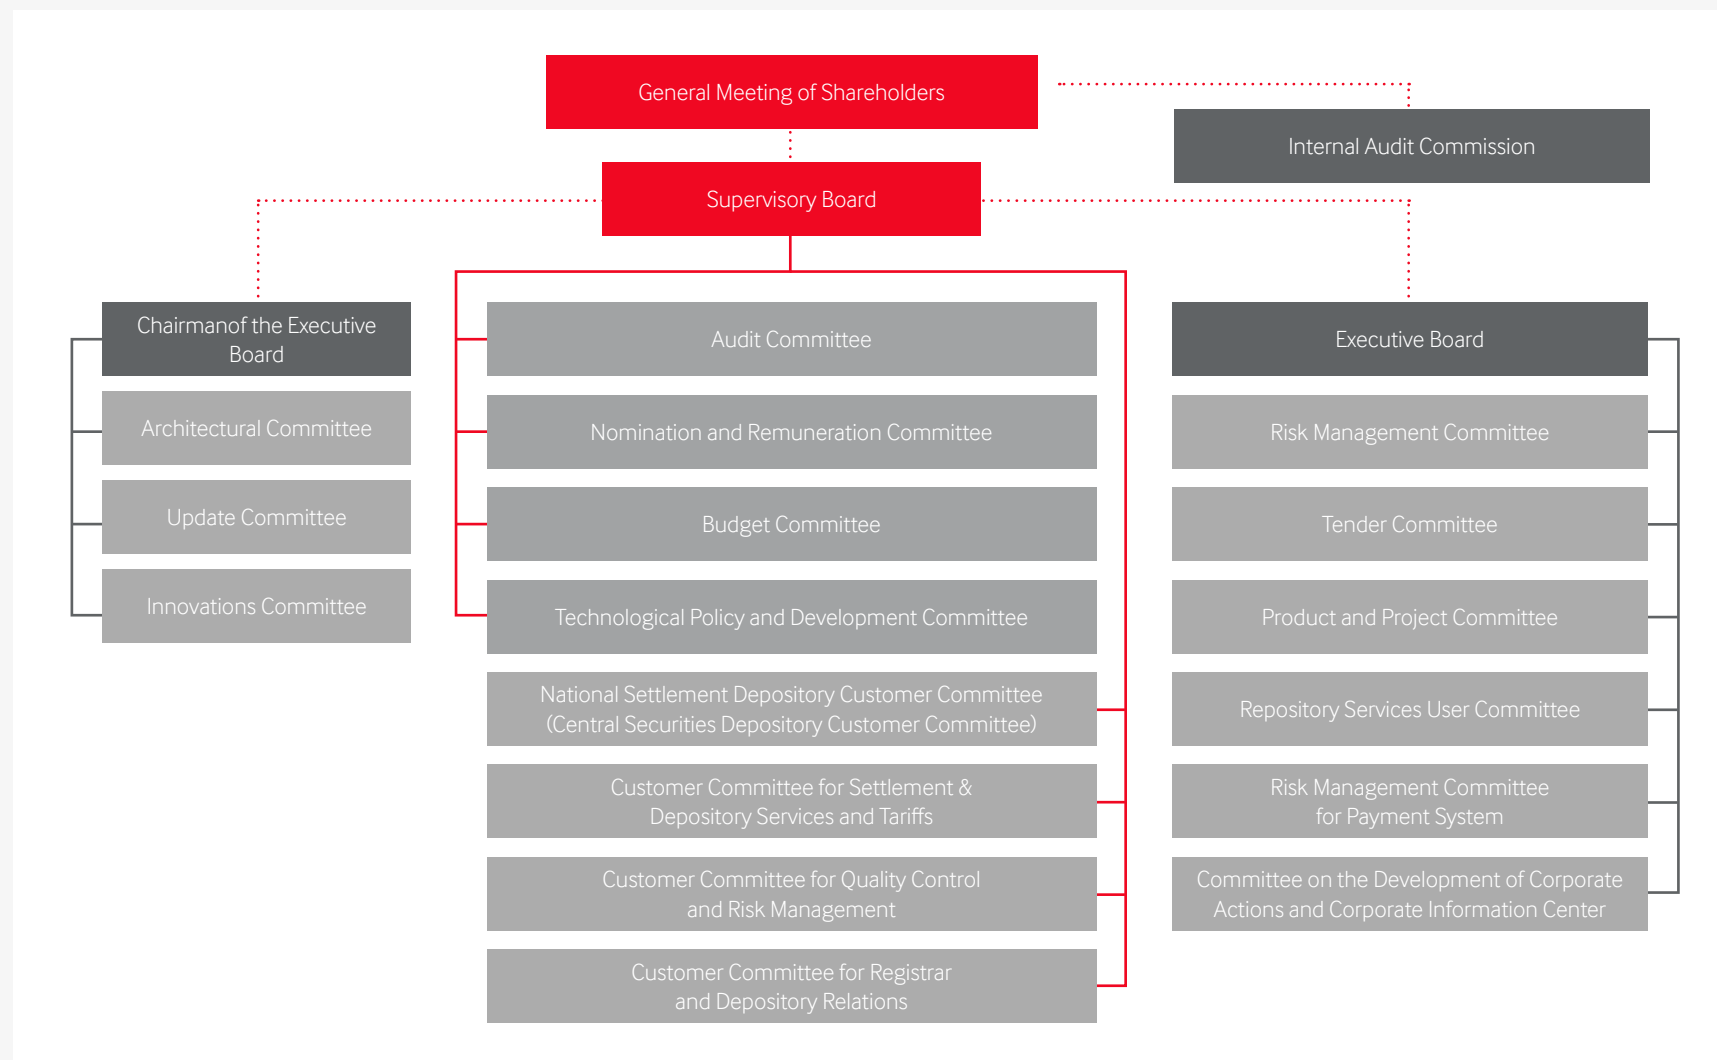 General Meeting of Shareholders
Internal Audit Commission
Supervisory Board
Chairmanof the Executive
Board
Architectural Committee
Update Committee
Innovations Committee
Audit Committee
Nomination and Remuneration Committee
Budget Committee
Technological Policy and Development Committee
National Settlement Depository Customer Committee
(Central Securities Depository Customer Committee)
Customer Committee for Settlement &
Depository Services and Tariffs
Customer Committee for Quality Control
and Risk Management
Customer Committee for Registrar
and Depository Relations
Executive Board
Risk Management Committee
Tender Committee
Product and Project Committee
Repository Services User Committee
Risk Management Committee
for Payment System
Committee on the Development of Corporate
Actions and Corporate Information Center